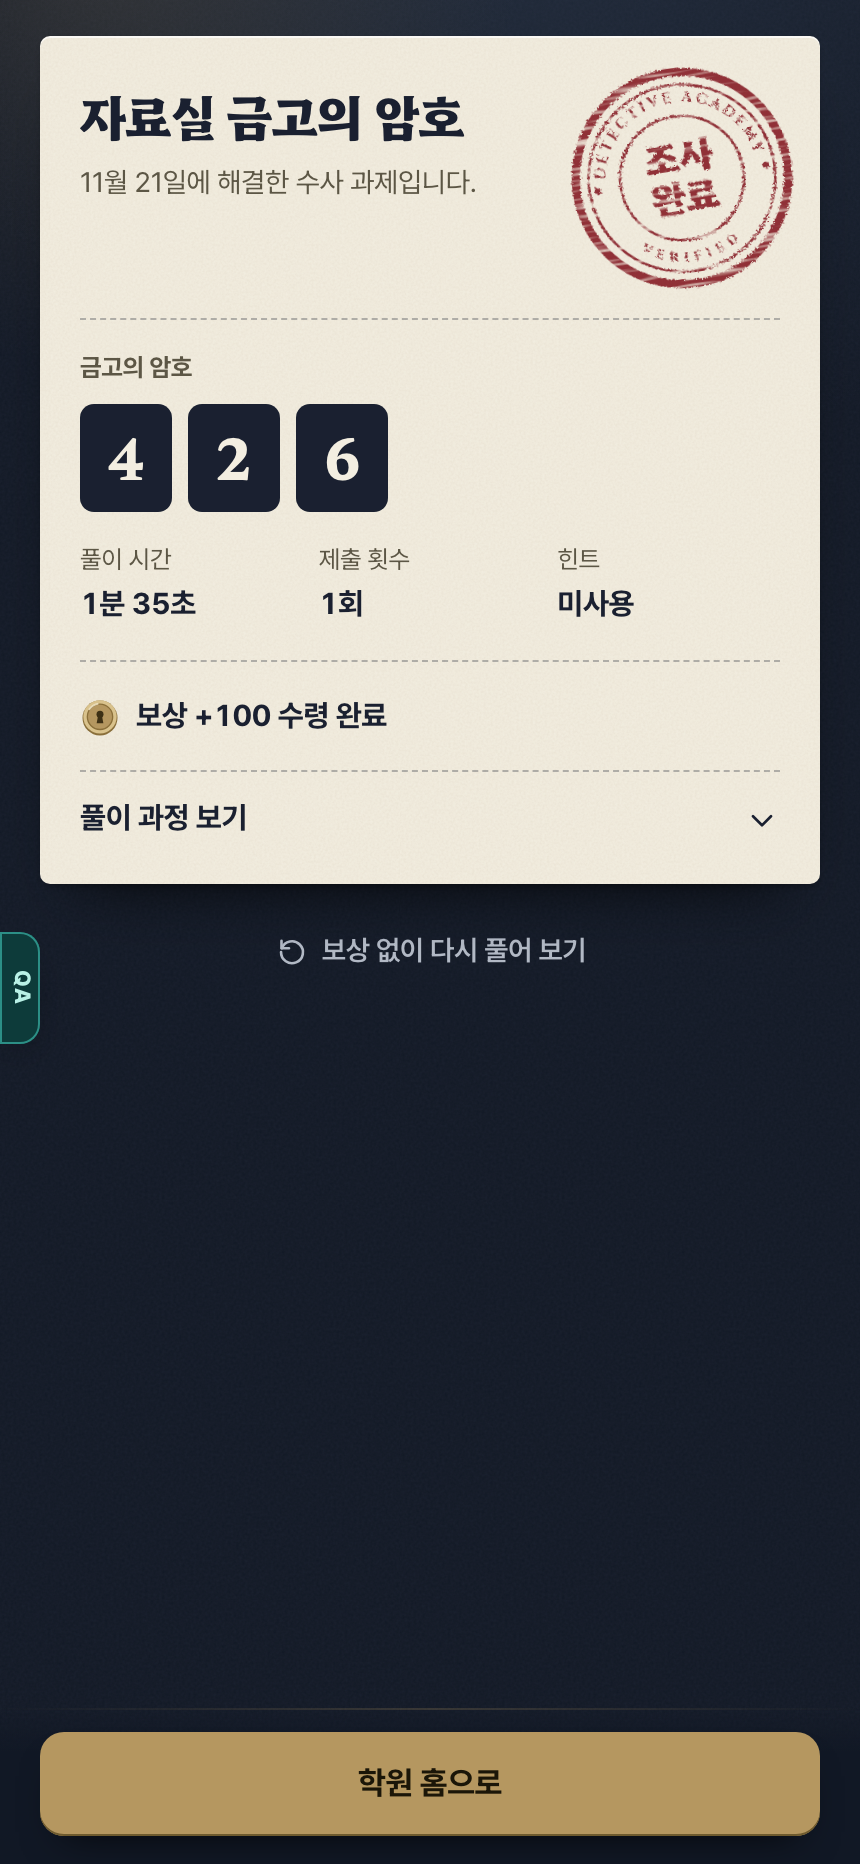 자료실 금고의 암호
11월 21일에 해결한 수사 과제입니다.
DETECTIVE ACADEMY
조사
완료
VERIFIED
금고의 암호
4 2 6
풀이 시간 제출 횟수 힌트
1분 35초 1회 미사용
보상 +100 수령 완료
풀이 과정 보기
보상 없이 다시 풀어 보기
QA
학원 홈으로